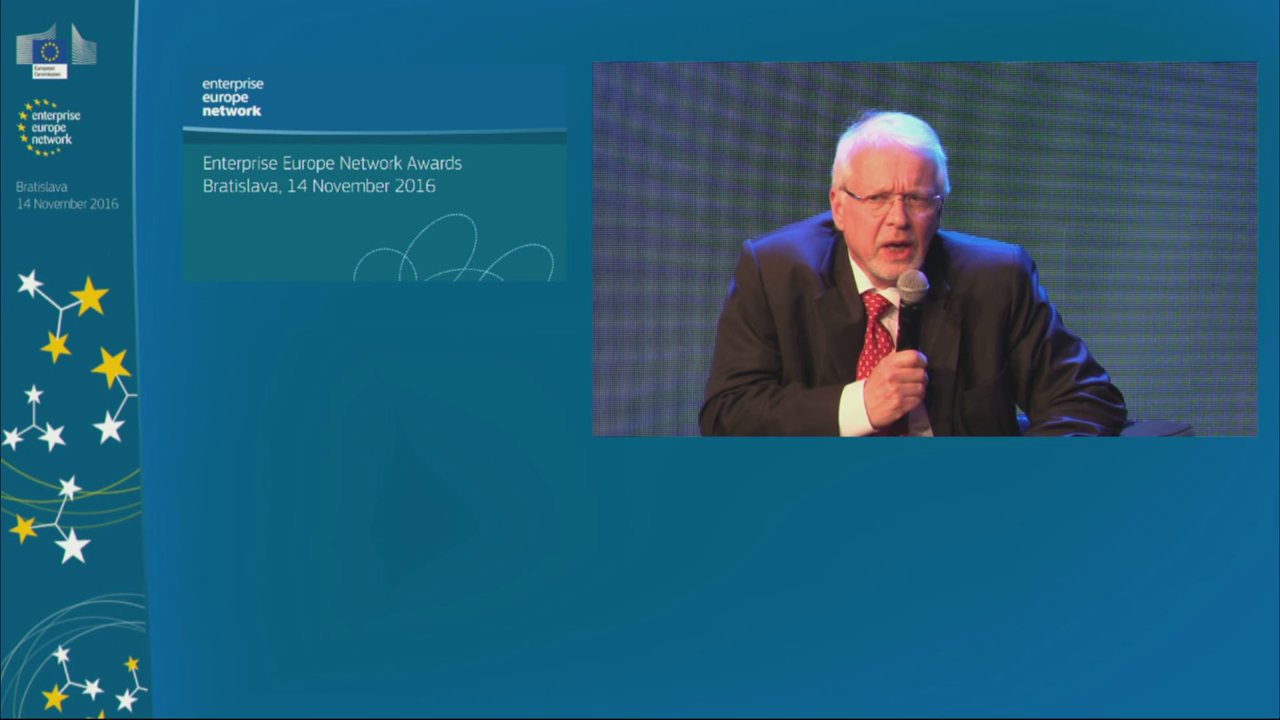 European
Commission
enterprise
europe
network
Bratislava
14 November 2016
enterprise
europe
network
Enterprise Europe Network Awards
Bratislava, 14 November 2016